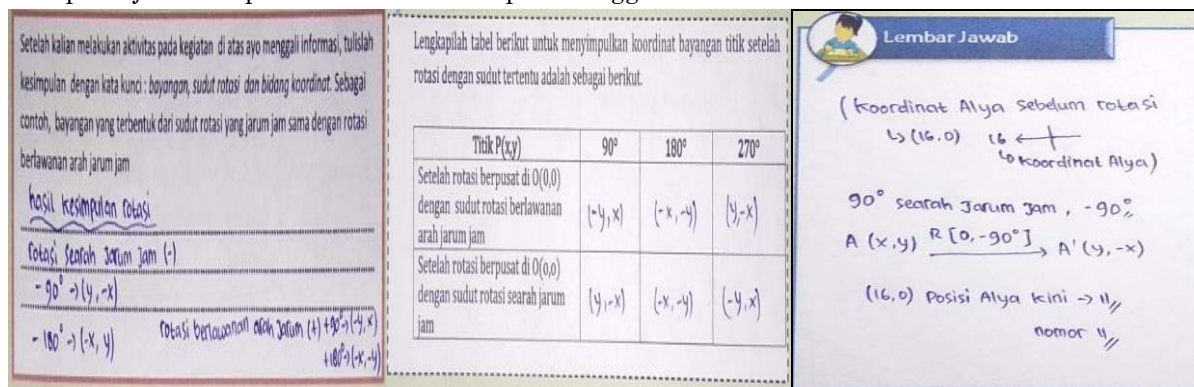 Setelah kalian melakukan aktivitas pada kegiatan di atas ayo menggali informasi, tulislah
kesimpulan dengan kata kunci : bayangan, sudut rotasi dan bidang koordinat. Sebagai
contoh, bayangan yang terbentuk dari sudut rotasi yang jarum jam sama dengan rotasi
berlawanan arah jarum jam
hasil kesimpulan rotasi
rotasi searah jarum jam (-)
- 90° → (y, -x)
- 180° → (-x, y)
rotasi berlawanan arah jarum (+) +90° → (-y, x)
+180° → (-x, -y)
Lengkapilah tabel berikut untuk menyimpulkan koordinat bayangan titik setelah
rotasi dengan sudut tertentu adalah sebagai berikut.
Titik P(x,y) 90° 180° 270°
Setelah rotasi berpusat di O(0,0)
dengan sudut rotasi berlawanan
arah jarum jam
(-y, x) (-x, -y) (y, -x)
Setelah rotasi berpusat di O(o,o)
dengan sudut rotasi searah jarum
jam
(y, -x) (-x, -y) (-y, x)
Lembar Jawab
(Koordinat Alya sebelum rotasi
↳ (16,0) 16
↳ Koordinat Alya)
90° searah Jarum Jam, -90°
A (x,y) R [0, -90°] → A' (y, -x)
(16,0) Posisi Alya kini → 11
nomor 11